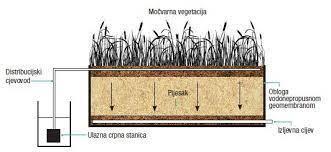 Močvarna vegetacija
Distribucijski
cjevovod
Pijesak
Obloga
vodonepropusnom
geomembranom
Ulazna crpna stanica
Izljevna cijev